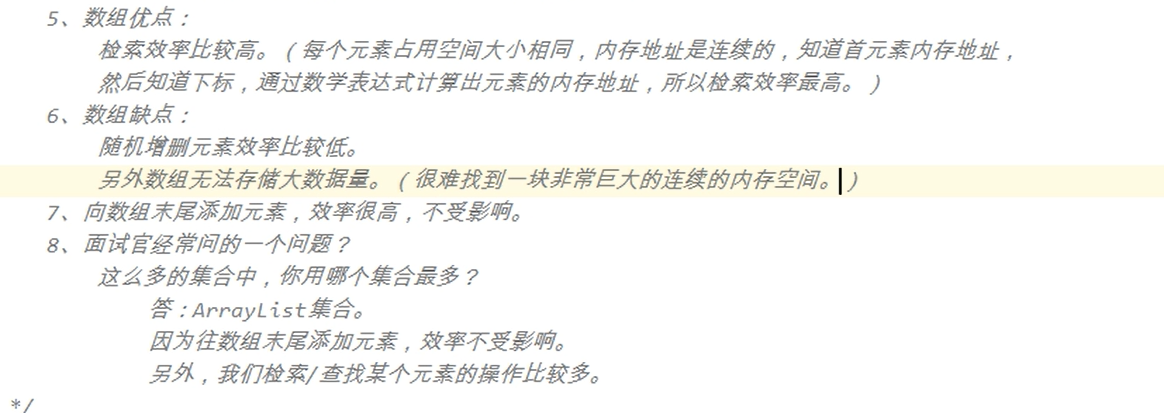 5、数组优点：
检索效率比较高。（每个元素占用空间大小相同，内存地址是连续的，知道首元素内存地址，
然后知道下标，通过数学表达式计算出元素的内存地址，所以检索效率最高。）
6、数组缺点：
随机增删元素效率比较低。
另外数组无法存储大数据量。（很难找到一块非常巨大的连续的内存空间。）
7、向数组末尾添加元素，效率很高，不受影响。
8、面试官经常问的一个问题？
这么多的集合中，你用哪个集合最多？
答：ArrayList集合。
因为往数组末尾添加元素，效率不受影响。
另外，我们检索/查找某个元素的操作比较多。
*/